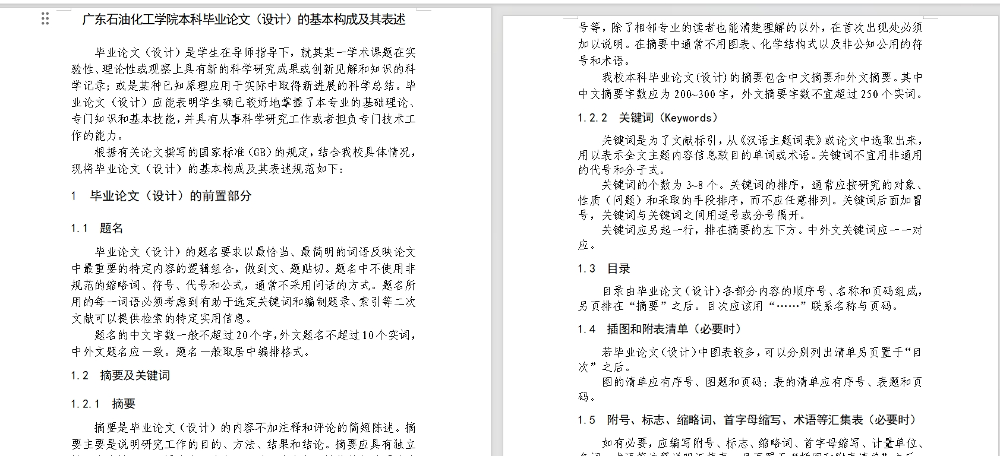 广东石油化工学院本科毕业论文（设计）的基本构成及其表述
毕业论文（设计）是学生在导师指导下，就其某一学术课题在实
验性、理论性或观察上具有新的科学研究成果或创新见解和知识的科
学记录；或是某种已知原理应用于实际中取得新进展的科学总结。毕
业论文（设计）应能表明学生确已较好地掌握了本专业的基础理论、
专门知识和基本技能，并具有从事科学研究工作或者担负专门技术工
作的能力。
根据有关论文撰写的国家标准（GB）的规定，结合我校具体情况，
现将毕业论文（设计）的基本构成及其表述规范如下：
1 毕业论文（设计）的前置部分
1.1 题名
毕业论文（设计）的题名要求以最恰当、最简明的词语反映论文
中最重要的特定内容的逻辑组合，做到文、题贴切。题名中不使用非
规范的缩略词、符号、代号和公式，通常不采用问话的方式。题名所
用的每一词语必须考虑到有助于选定关键词和编制题录、索引等二次
文献可以提供检索的特定实用信息。
题名的中文字数一般不超过20个字，外文题名不超过10个实词，
中外文题名应一致。题名一般取居中编排格式。
1.2 摘要及关键词
1.2.1 摘要
摘要是毕业论文（设计）的内容不加注释和评论的简短陈述。摘
要主要是说明研究工作的目的、方法、结果和结论。摘要应具有独立
号等，除了相邻专业的读者也能清楚理解的以外，在首次出现处必须
加以说明。在摘要中通常不用图表、化学结构式以及非公知公用的符
号和术语。
我校本科毕业论文(设计)的摘要包含中文摘要和外文摘要。其中
中文摘要字数应为200~300字，外文摘要字数不宜超过250个实词。
1.2.2 关键词（Keywords）
关键词是为了文献标引，从《汉语主题词表》或论文中选取出来，
用以表示全文主题内容信息款目的单词或术语。关键词不宜用非通用
的代号和分子式。
关键词的个数为3~8个。关键词的排序，通常应按研究的对象、
性质（问题）和采取的手段排序，而不应任意排列。关键词后面加冒
号，关键词与关键词之间用逗号或分号隔开。
关键词应另起一行，排在摘要的左下方。中外文关键词应一一对
应。
1.3 目录
目录由毕业论文（设计）各部分内容的顺序号、名称和页码组成，
另页排在“摘要”之后。目次应该用“……”联系名称与页码。
1.4 插图和附表清单（必要时）
若毕业论文（设计）中图表较多，可以分别列出清单另页置于“目
次”之后。
图的清单应有序号、图题和页码；表的清单应有序号、表题和页
码。
1.5 附号、标志、缩略词、首字母缩写、术语等汇集表（必要时）
如有必要，应编写附号、标志、缩略词、首字母缩写、计量单位、